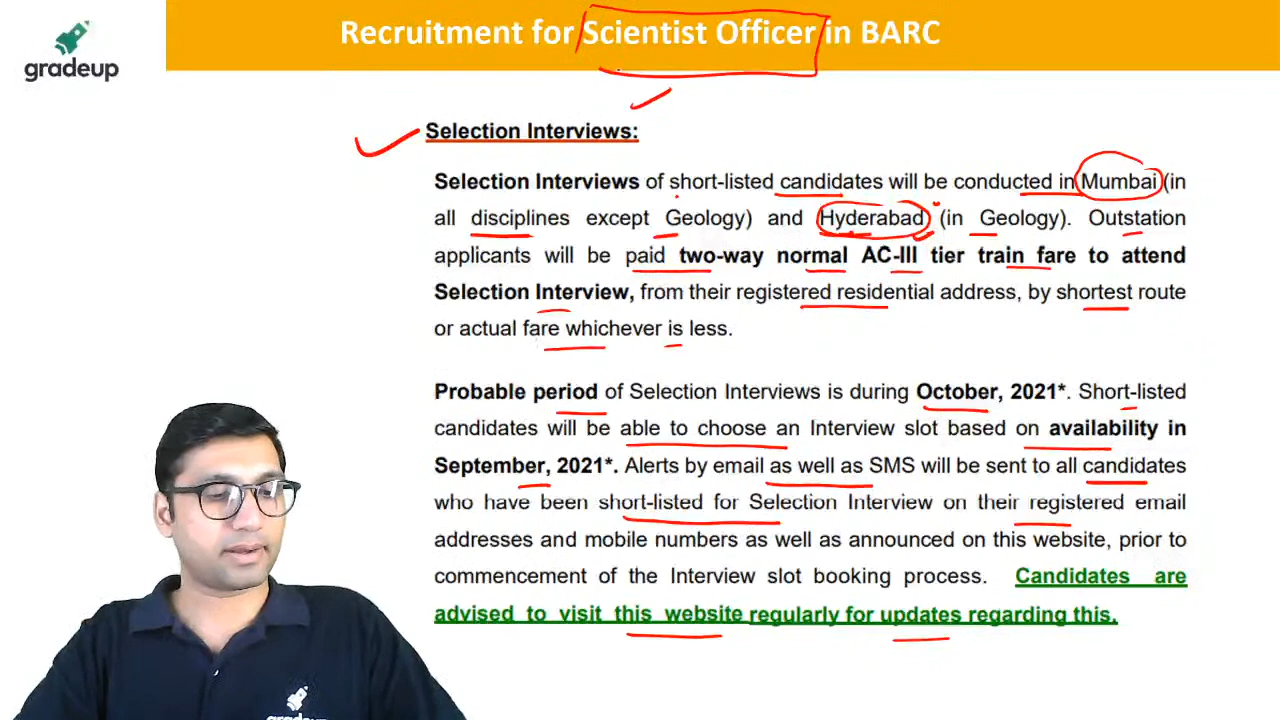 Recruitment for Scientist Officer in BARC
gradeup
Selection Interviews:
Selection Interviews of short-listed candidates will be conducted in Mumbai (in
all disciplines except Geology) and Hyderabad (in Geology). Outstation
applicants will be paid two-way normal AC-III tier train fare to attend
Selection Interview, from their registered residential address, by shortest route
or actual fare whichever is less.
Probable period of Selection Interviews is during October, 2021*. Short-listed
candidates will be able to choose an Interview slot based on availability in
September, 2021*. Alerts by email as well as SMS will be sent to all candidates
who have been short-listed for Selection Interview on their registered email
addresses and mobile numbers as well as announced on this website, prior to
commencement of the Interview slot booking process. Candidates are
advised to visit this website regularly for updates regarding this.
gradeup